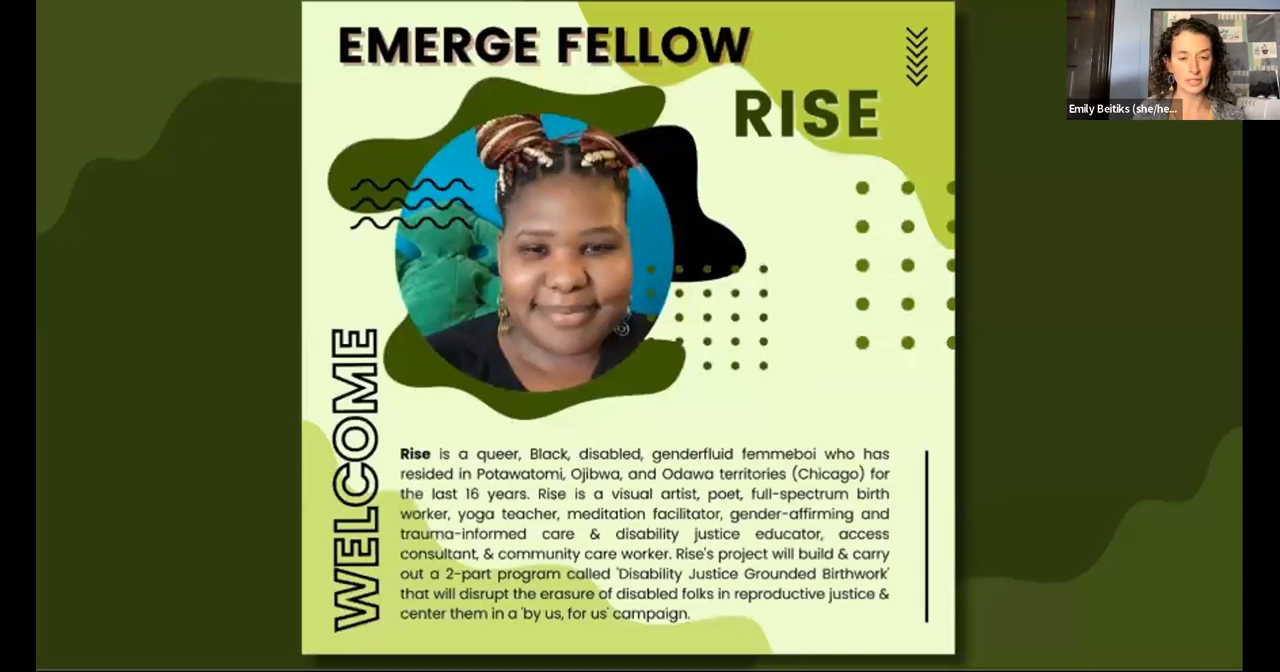 EMERGE FELLOW
RISE
Emily Beitiks (she/he...
WELCOME
Rise is a queer, Black, disabled, genderfluid femmeboi who has
resided in Potawatomi, Ojibwa, and Odawa territories (Chicago) for
the last 16 years. Rise is a visual artist, poet, full-spectrum birth
worker, yoga teacher, meditation facilitator, gender-affirming and
trauma-informed care & disability justice educator, access
consultant, & community care worker. Rise's project will build & carry
out a 2-part program called 'Disability Justice Grounded Birthwork'
that will disrupt the erasure of disabled folks in reproductive justice &
center them in a 'by us, for us' campaign.